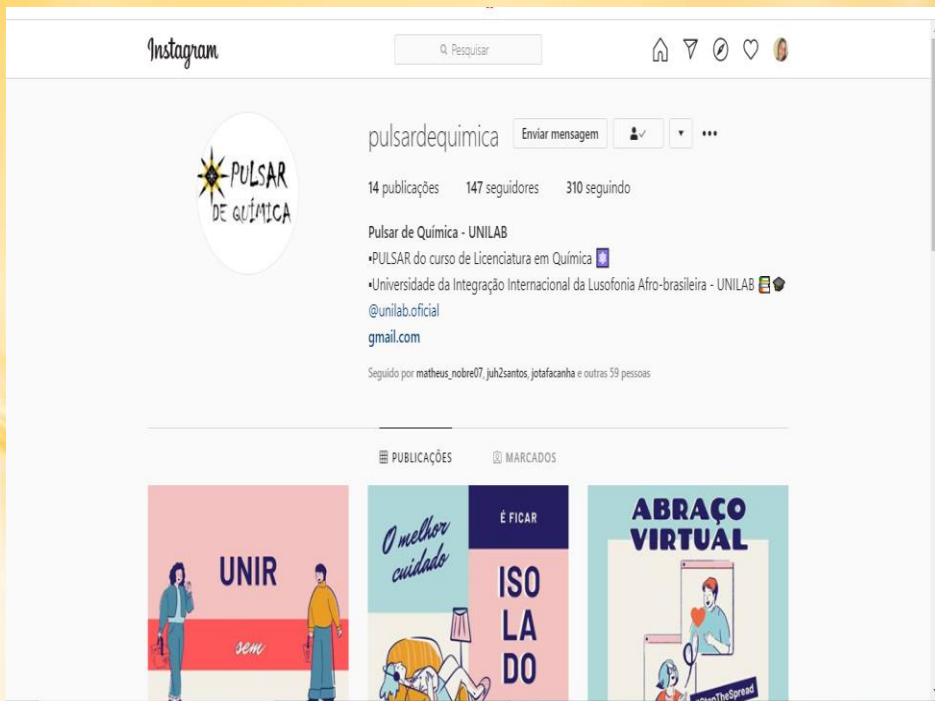 Instagram
Pesquisar
PULSAR
DE QUÍMICA
pulsardequimica Enviar mensagem
14 publicações 147 seguidores 310 seguindo
Pulsar de Química - UNILAB
▪PULSAR do curso de Licenciatura em Química ⚛
▪Universidade da Integração Internacional da Lusofonia Afro-brasileira - UNILAB 📚🎓
@unilab.oficial
gmail.com
Seguido por matheus_nobre07, juh2santos, jotafacanha e outras 59 pessoas
PUBLICAÇÕES MARCADOS
UNIR
sem
O melhor
cuidado
É FICAR
ISO
LA
DO
ABRAÇO
VIRTUAL
#StopTheSpread